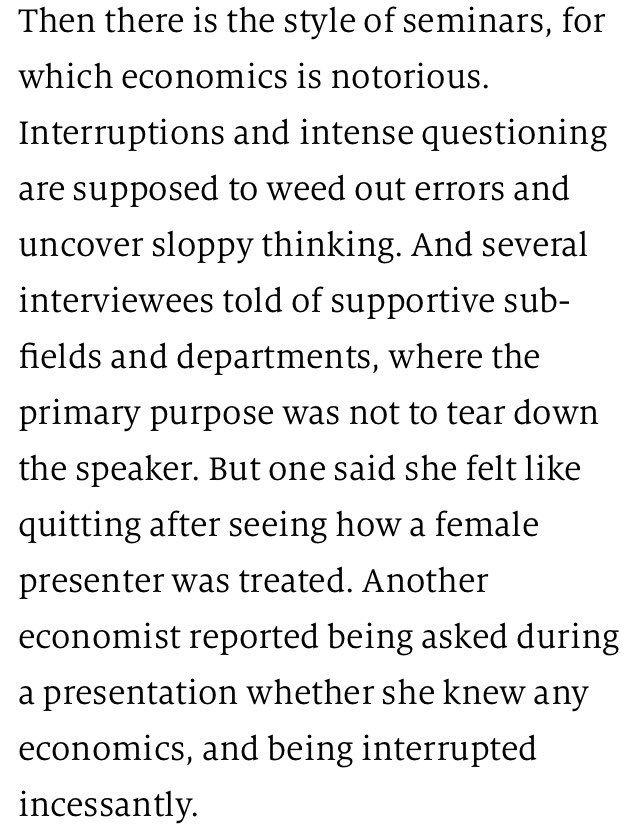 Then there is the style of seminars, for
which economics is notorious.
Interruptions and intense questioning
are supposed to weed out errors and
uncover sloppy thinking. And several
interviewees told of supportive sub-
fields and departments, where the
primary purpose was not to tear down
the speaker. But one said she felt like
quitting after seeing how a female
presenter was treated. Another
economist reported being asked during
a presentation whether she knew any
economics, and being interrupted
incessantly.